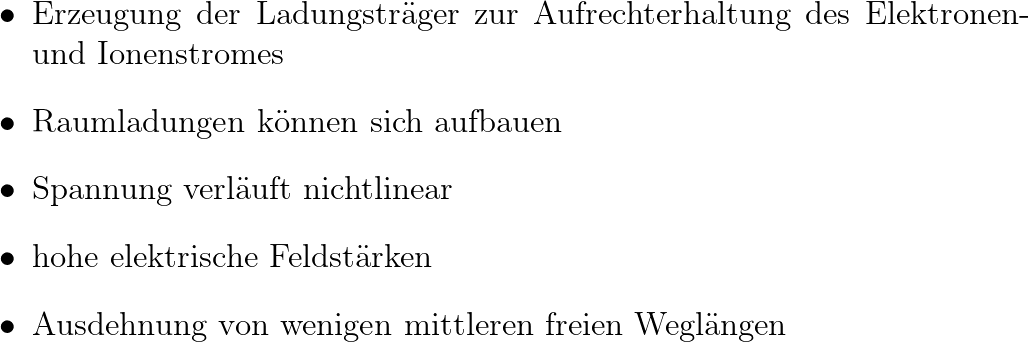 • Erzeugung der Ladungsträger zur Aufrechterhaltung des Elektronen-
und Ionenstromes
• Raumladungen können sich aufbauen
• Spannung verläuft nichtlinear
• hohe elektrische Feldstärken
• Ausdehnung von wenigen mittleren freien Weglängen